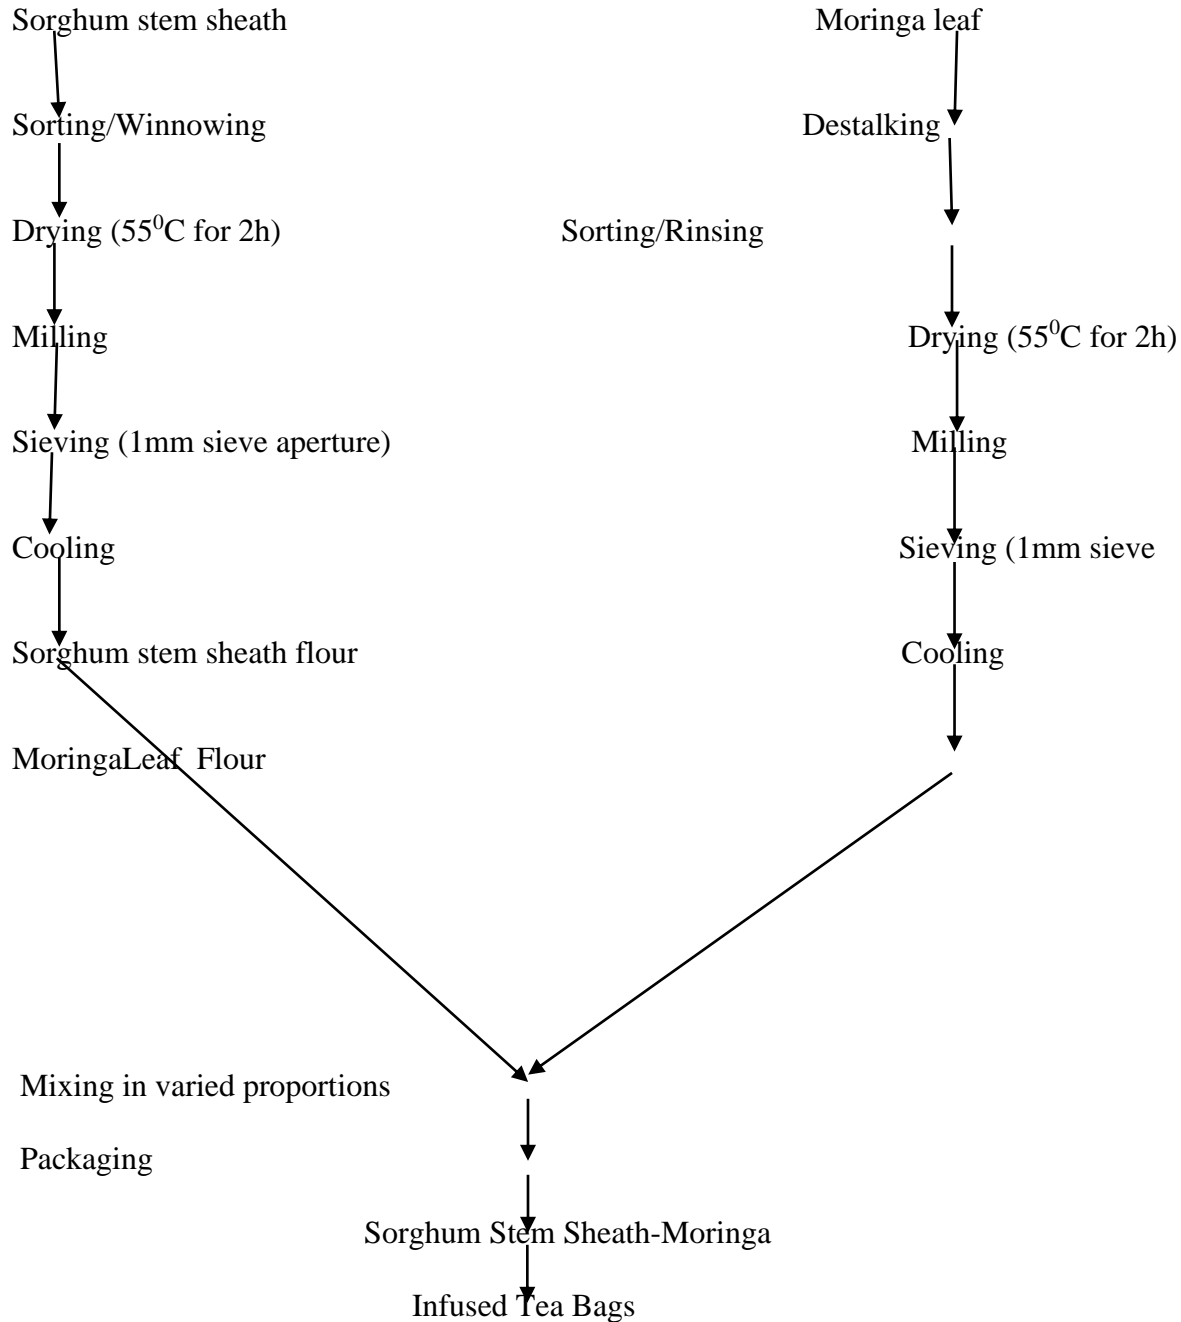 Sorghum stem sheath
Moringa leaf
Sorting/Winnowing
Destalking
Drying (55⁰C for 2h)
Sorting/Rinsing
Milling
Drying (55⁰C for 2h)
Sieving (1mm sieve aperture)
Milling
Cooling
Sieving (1mm sieve
Sorghum stem sheath flour
Cooling
MoringaLeaf Flour
Mixing in varied proportions
Packaging
Sorghum Stem Sheath-Moringa
Infused Tea Bags